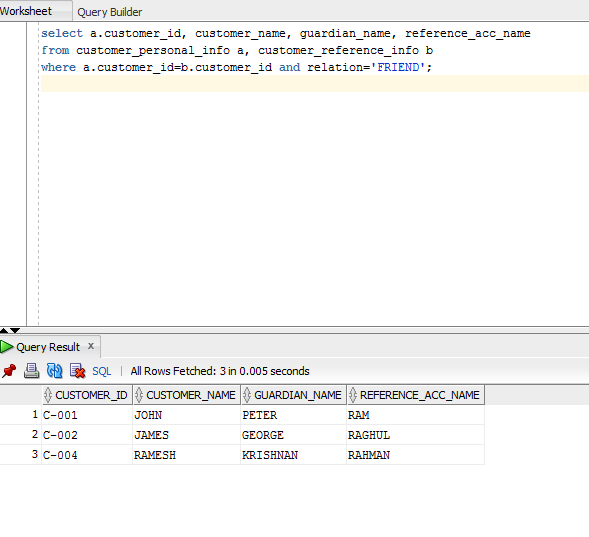 Worksheet Query Builder
select a.customer_id, customer_name, guardian_name, reference_acc_name
from customer_personal_info a, customer_reference_info b
where a.customer_id=b.customer_id and relation='FRIEND';
Query Result x
SQL | All Rows Fetched: 3 in 0.005 seconds
CUSTOMER_ID CUSTOMER_NAME GUARDIAN_NAME REFERENCE_ACC_NAME
1 C-001 JOHN PETER RAM
2 C-002 JAMES GEORGE RAGHUL
3 C-004 RAMESH KRISHNAN RAHMAN